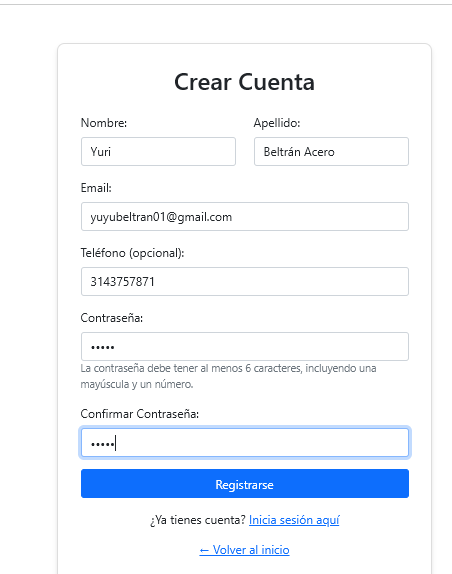 Crear Cuenta
Nombre: Apellido:
Yuri Beltrán Acero
Email:
yuyubeltran01@gmail.com
Teléfono (opcional):
3143757871
Contraseña:
•••••
La contraseña debe tener al menos 6 caracteres, incluyendo una
mayúscula y un número.
Confirmar Contraseña:
•••••
Registrarse
¿Ya tienes cuenta? Inicia sesión aquí
← Volver al inicio